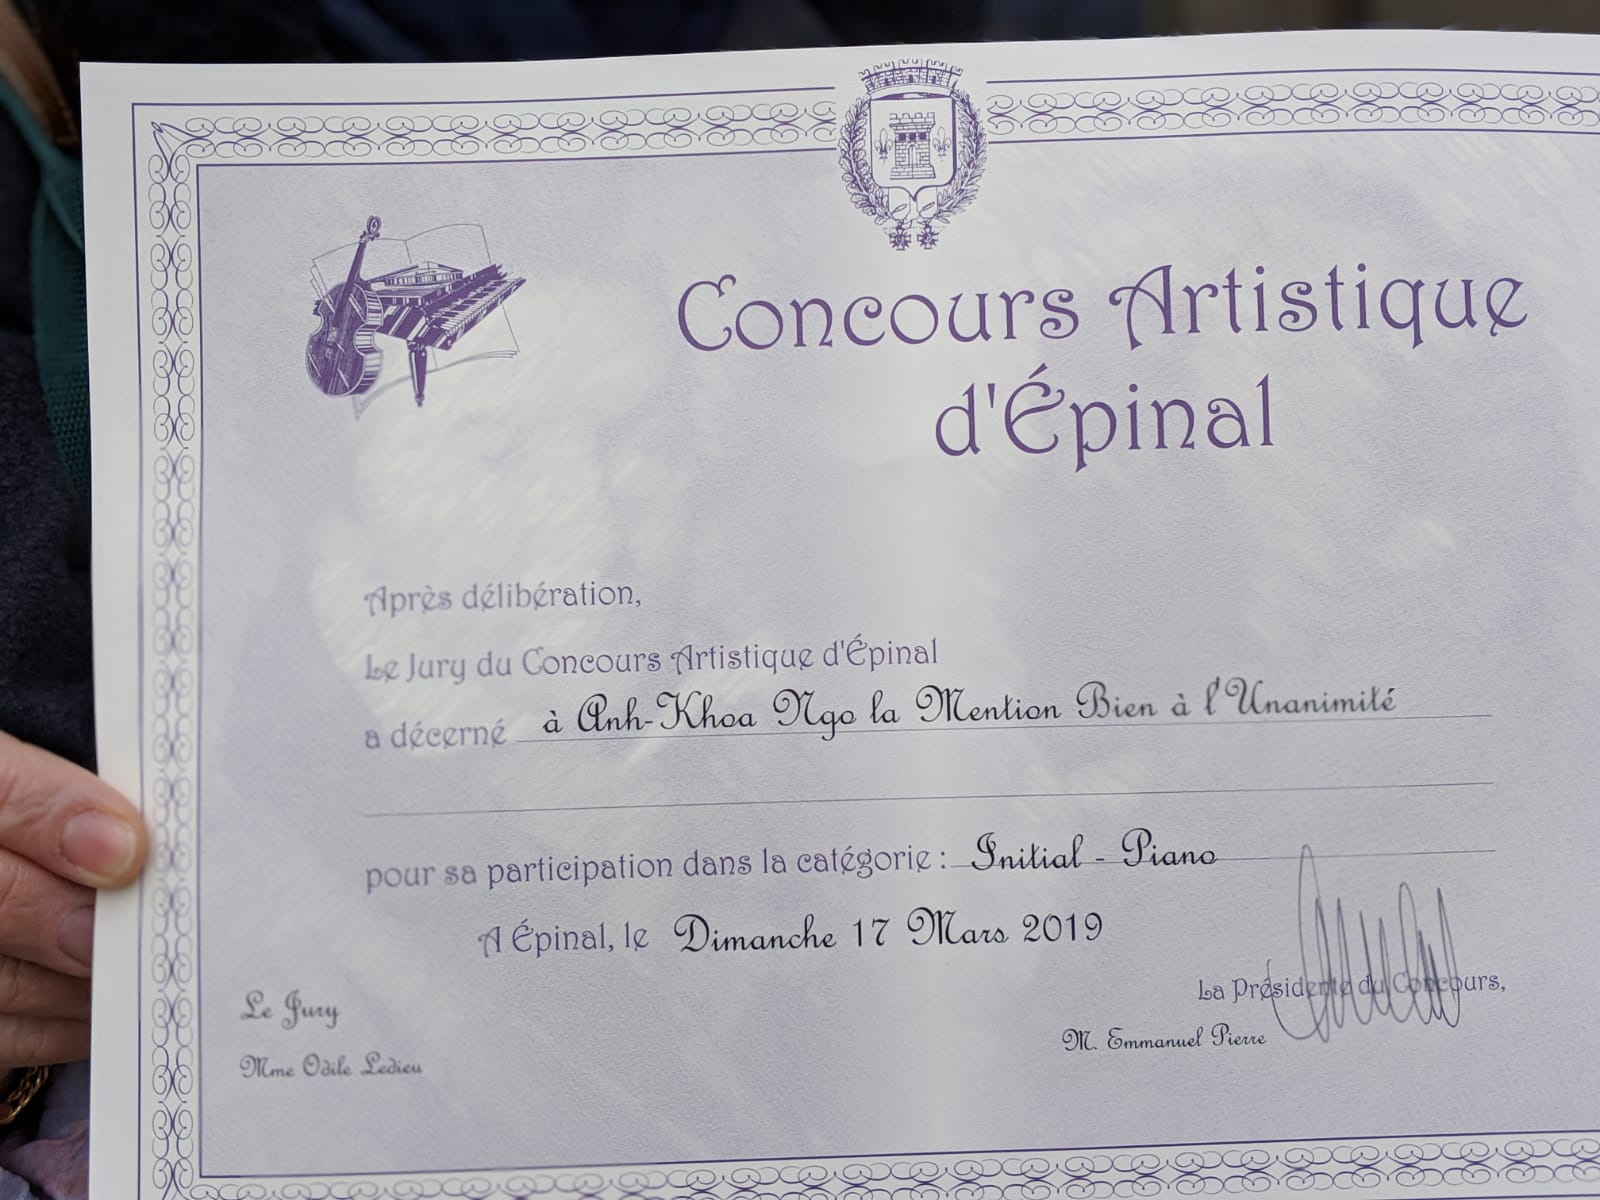 Concours Artistique
d'Épinal
Après délibération,
Le Jury du Concours Artistique d'Épinal
a décerné à Anh-Khoa Ngo la Mention Bien à l'Unanimité
pour sa participation dans la catégorie : Initial - Piano
A Épinal, le Dimanche 17 Mars 2019
La Présidente du Concours,
M. Emmanuel Pierre
Le Jury
Mme Odile Ledieu